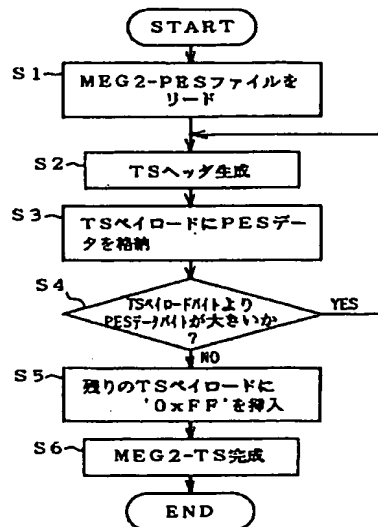 START
S1
MEG2-PESファイルを
リード
S2
TSヘッダ生成
S3
TSペイロードにPESデー
タを格納
S4
TSペイロードバイトより
PESデータバイトが大きいか
?
YES
NO
S5
残りのTSペイロードに
'0xFF'を挿入
S6
MEG2-TS完成
END